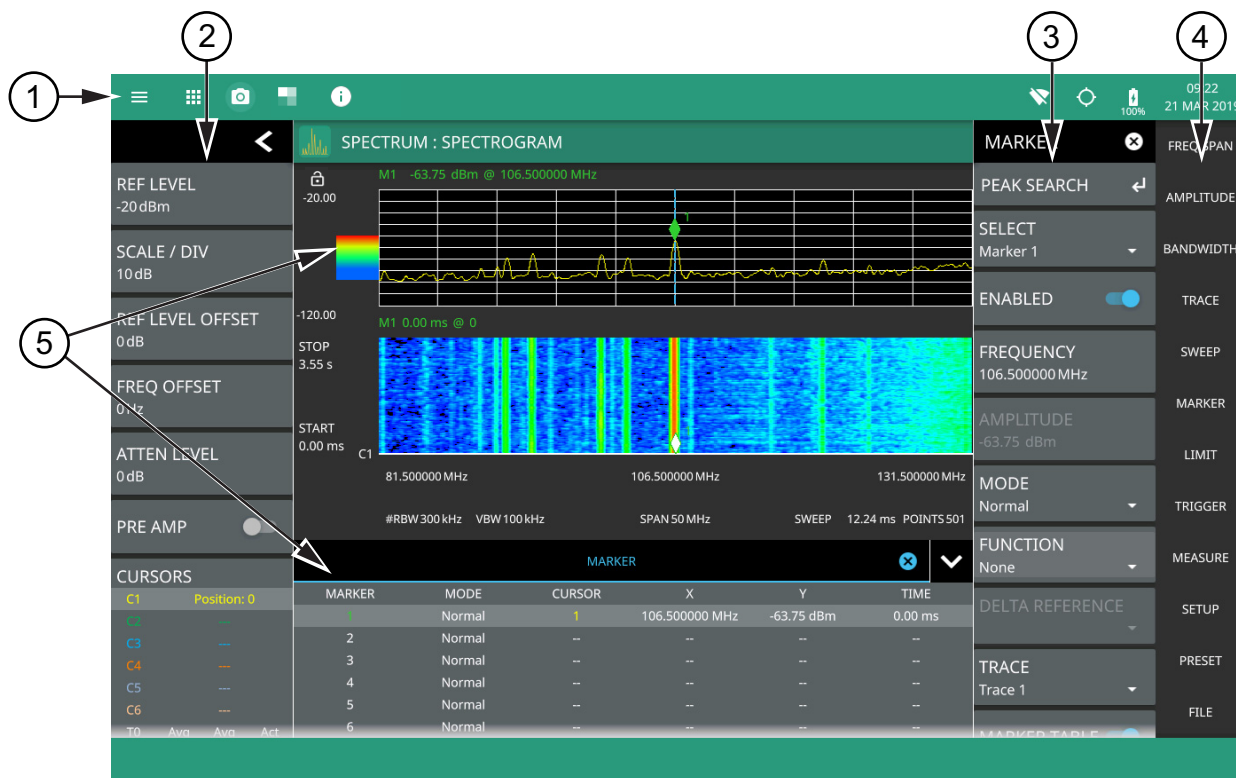 2
3
4
1
i
100%
09:22
21 MAR 2019
SPECTRUM : SPECTROGRAM
MARKER
FREQ SPAN
REF LEVEL
-20 dBm
SCALE / DIV
10 dB
REF LEVEL OFFSET
0 dB
FREQ OFFSET
0 Hz
ATTEN LEVEL
0 dB
PRE AMP
CURSORS
C1 Position: 0
C2 ---
C3 ---
C4 ---
C5 ---
C6 ---
T0 Avg Avg Act
5
M1 -63.75 dBm @ 106.500000 MHz
-20.00
1
-120.00
M1 0.00 ms @ 0
STOP
3.55 s
START
0.00 ms
C1
81.500000 MHz 106.500000 MHz 131.500000 MHz
#RBW 300 kHz VBW 100 kHz SPAN 50 MHz SWEEP 12.24 ms POINTS 501
MARKER
MARKER MODE CURSOR X Y TIME
1 Normal 1 106.500000 MHz -63.75 dBm 0.00 ms
2 Normal -- -- -- --
3 Normal -- -- -- --
4 Normal -- -- -- --
5 Normal -- -- -- --
6 Normal -- -- -- --
PEAK SEARCH
SELECT
Marker 1
ENABLED
FREQUENCY
106.500000 MHz
AMPLITUDE
-63.75 dBm
MODE
Normal
FUNCTION
None
DELTA REFERENCE
TRACE
Trace 1
MARKER TABLE
AMPLITUDE
BANDWIDTH
TRACE
SWEEP
MARKER
LIMIT
TRIGGER
MEASURE
SETUP
PRESET
FILE